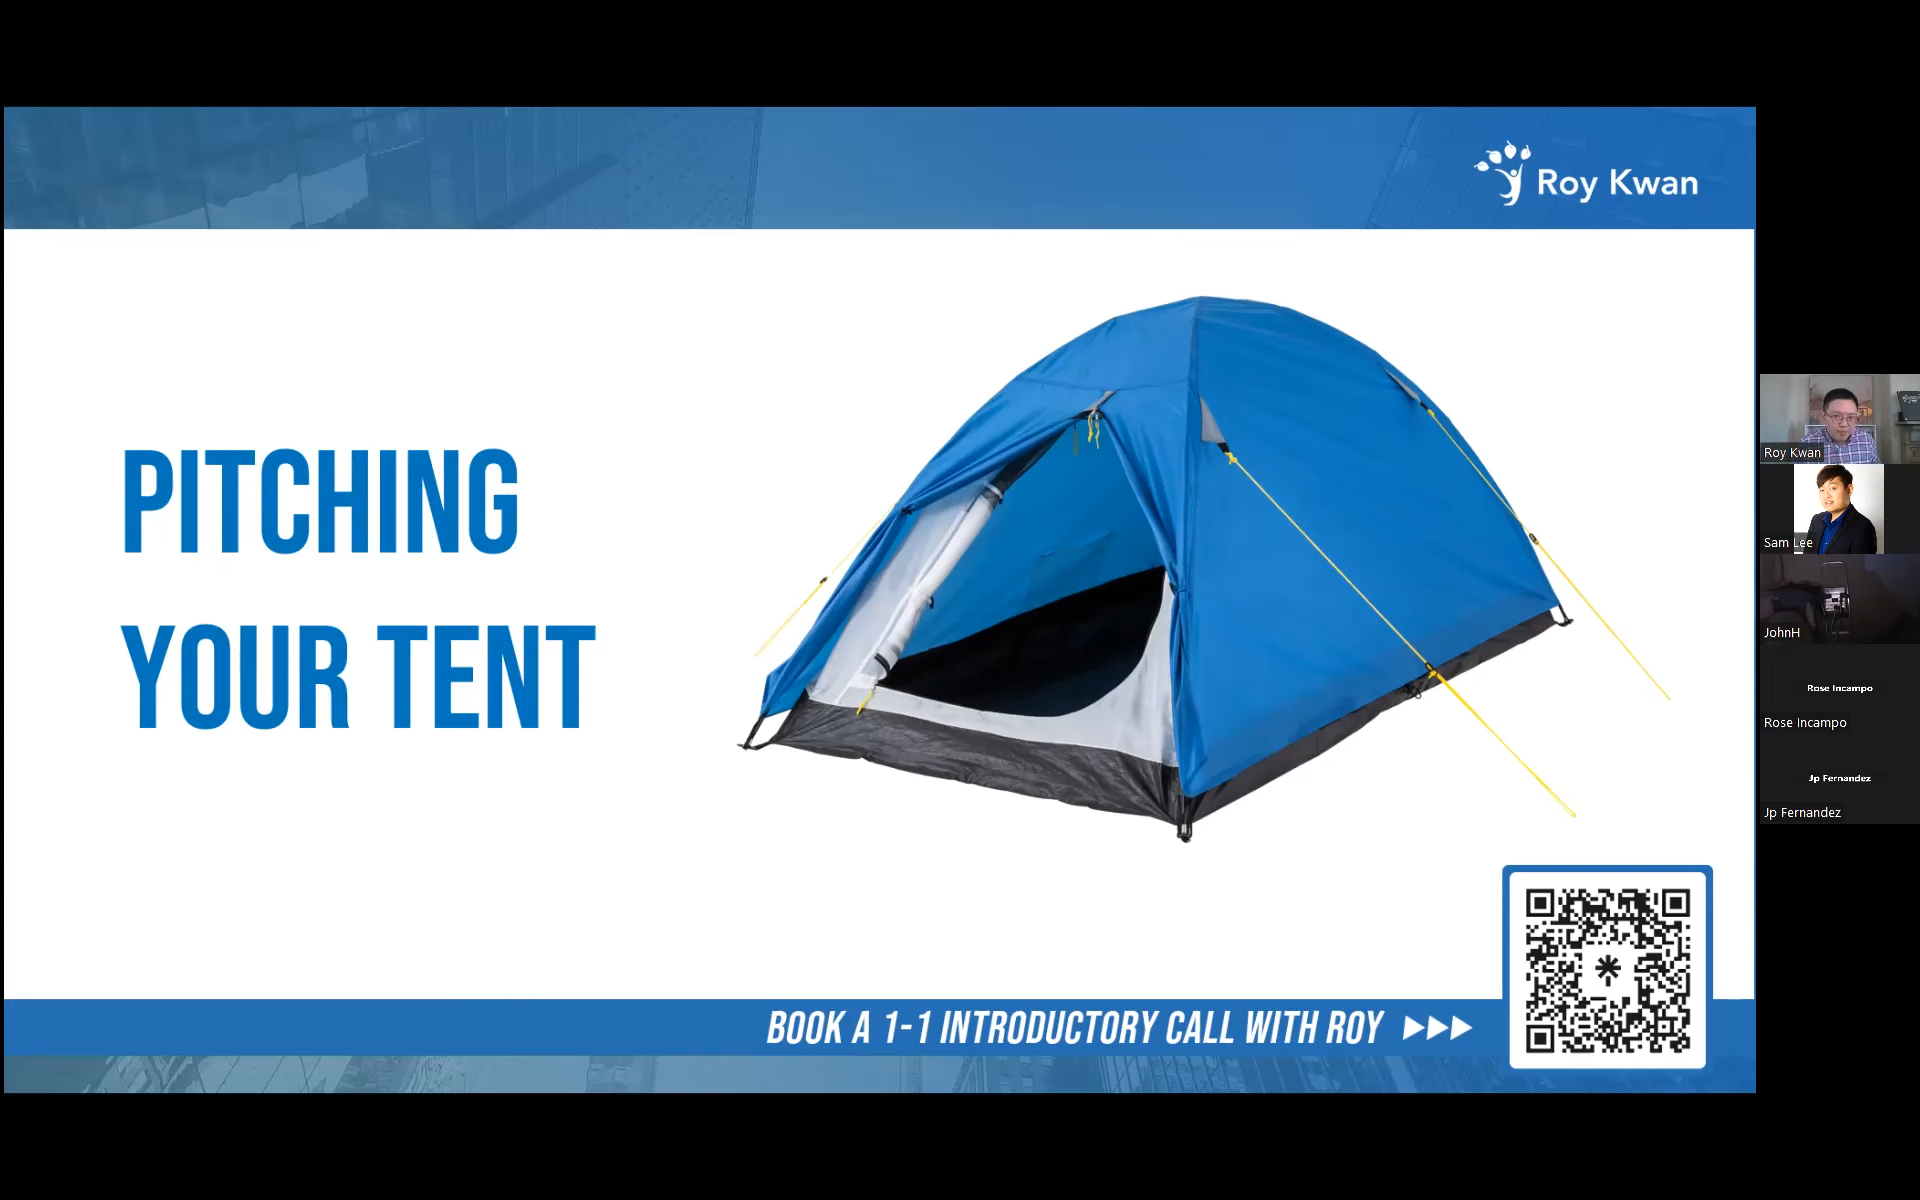 Roy Kwan
PITCHING
YOUR TENT
BOOK A 1-1 INTRODUCTORY CALL WITH ROY
Roy Kwan
Sam Lee
JohnH
Rose Incampo
Rose Incampo
Jp Fernandez
Jp Fernandez